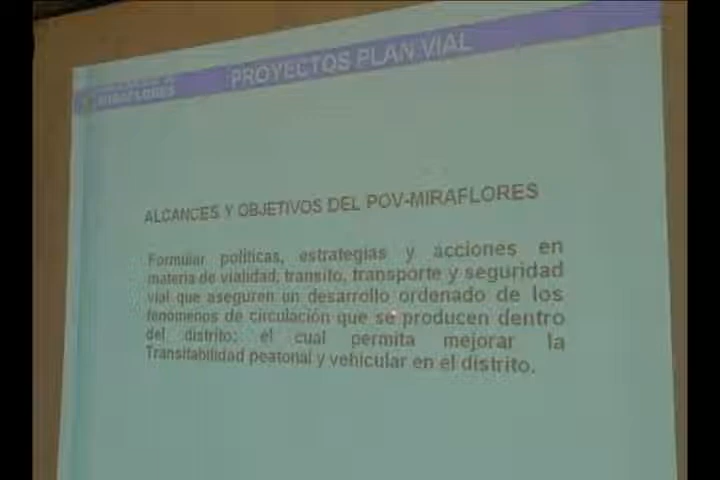 PROYECTOS PLAN VIAL
MIRAFLORES
ALCANCES Y OBJETIVOS DEL POV-MIRAFLORES
Formular políticas, estrategias y acciones en
materia de vialidad, transito, transporte y seguridad
vial que aseguren un desarrollo ordenado de los
fenómenos de circulación que se producen dentro
del distrito; el cual permita mejorar la
Transitabilidad peatonal y vehicular en el distrito.